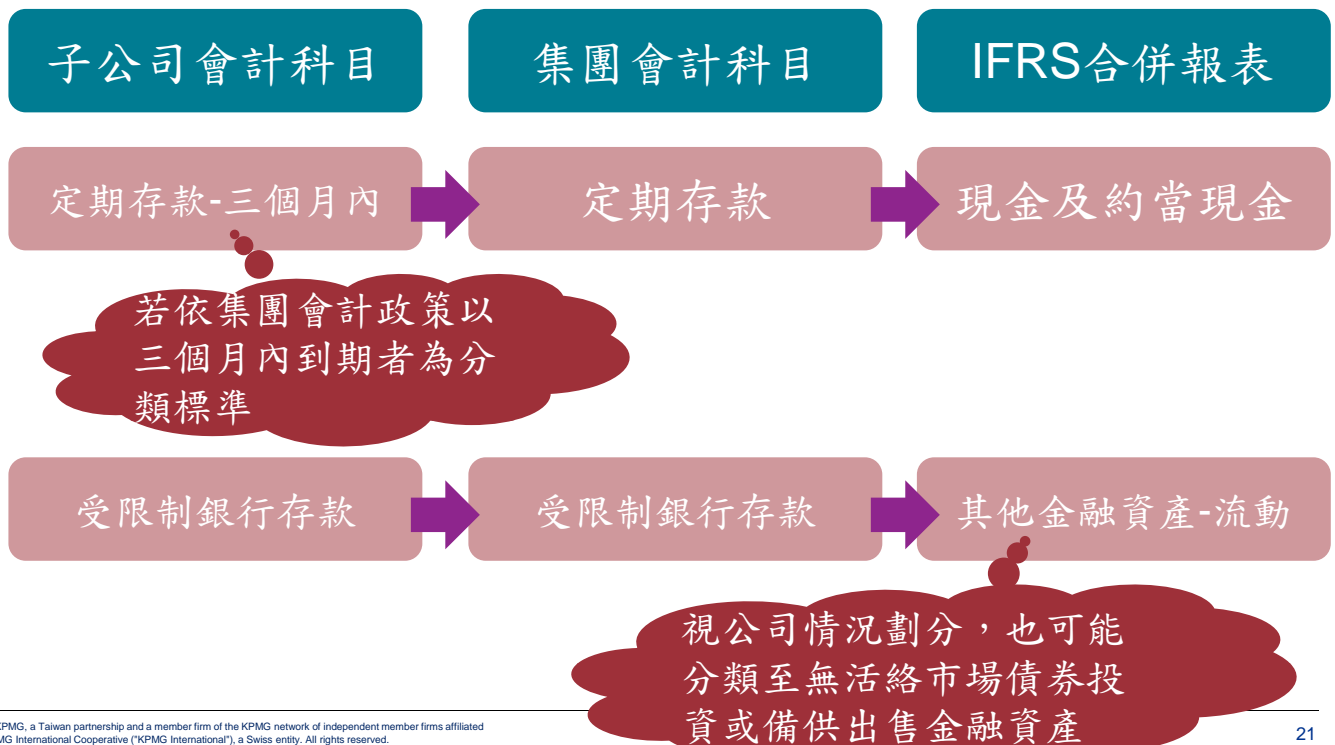 子公司會計科目
集團會計科目
IFRS合併報表
定期存款-三個月內
定期存款
現金及約當現金
若依集團會計政策以
三個月內到期者為分
類標準
受限制銀行存款
受限制銀行存款
其他金融資產-流動
視公司情況劃分，也可能
分類至無活絡市場債券投
資或備供出售金融資產
KPMG, a Taiwan partnership and a member firm of the KPMG network of independent member firms affiliated
MG International Cooperative ("KPMG International"), a Swiss entity. All rights reserved.
21